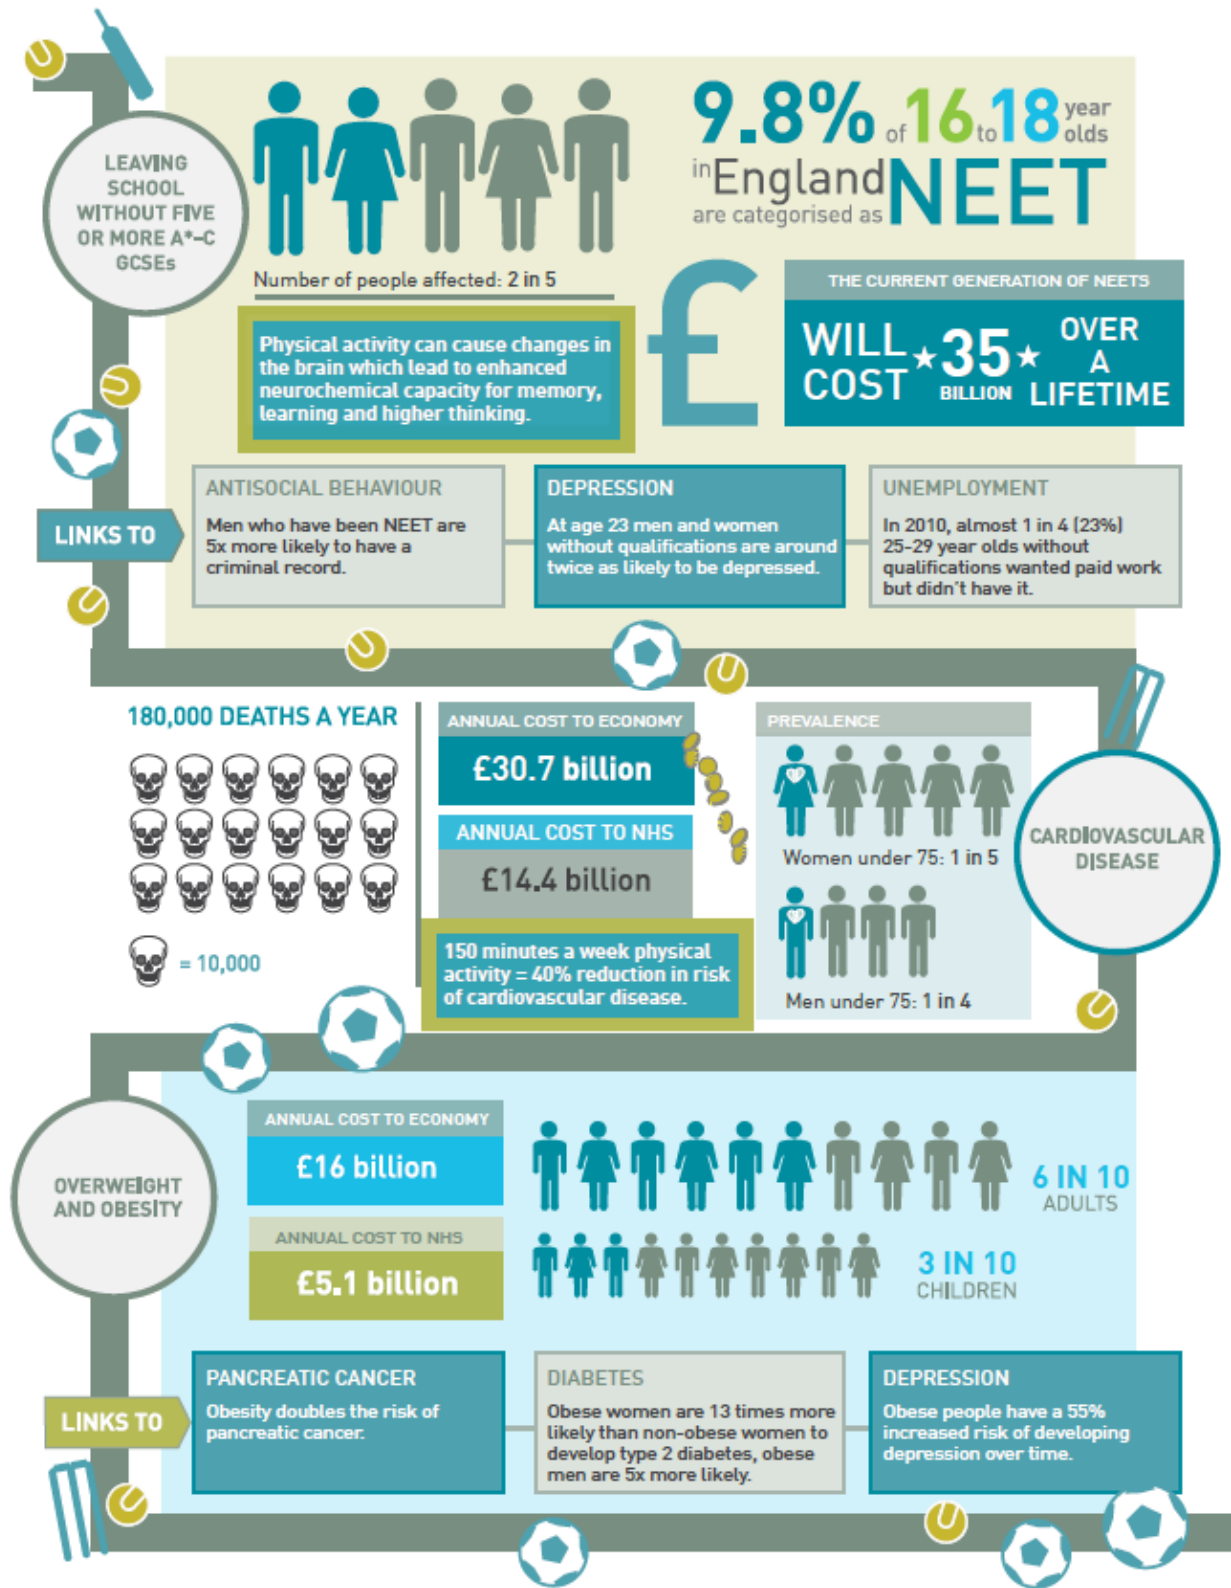 LEAVING
SCHOOL
WITHOUT FIVE
OR MORE A*–C
GCSEs
Number of people affected: 2 in 5
9.8% of 16 to 18 year olds
in England NEET
are categorised as
Physical activity can cause changes in
the brain which lead to enhanced
neurochemical capacity for memory,
learning and higher thinking.
£
THE CURRENT GENERATION OF NEETS
WILL COST ★ 35 BILLION ★ OVER A LIFETIME
LINKS TO
ANTISOCIAL BEHAVIOUR
Men who have been NEET are
5x more likely to have a
criminal record.
DEPRESSION
At age 23 men and women
without qualifications are around
twice as likely to be depressed.
UNEMPLOYMENT
In 2010, almost 1 in 4 (23%)
25-29 year olds without
qualifications wanted paid work
but didn't have it.
180,000 DEATHS A YEAR
= 10,000
ANNUAL COST TO ECONOMY
£30.7 billion
ANNUAL COST TO NHS
£14.4 billion
150 minutes a week physical
activity = 40% reduction in risk
of cardiovascular disease.
PREVALENCE
Women under 75: 1 in 5
Men under 75: 1 in 4
CARDIOVASCULAR
DISEASE
OVERWEIGHT
AND OBESITY
ANNUAL COST TO ECONOMY
£16 billion
ANNUAL COST TO NHS
£5.1 billion
6 IN 10
ADULTS
3 IN 10
CHILDREN
LINKS TO
PANCREATIC CANCER
Obesity doubles the risk of
pancreatic cancer.
DIABETES
Obese women are 13 times more
likely than non-obese women to
develop type 2 diabetes, obese
men are 5x more likely.
DEPRESSION
Obese people have a 55%
increased risk of developing
depression over time.